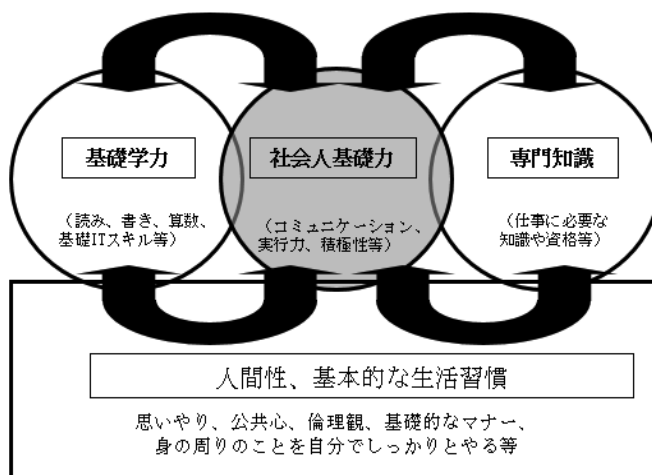 基礎学力
社会人基礎力
専門知識
（読み、書き、算数、
基礎ITスキル等）
（コミュニケーション、
実行力、積極性等）
（仕事に必要な
知識や資格等）
人間性、基本的な生活習慣
思いやり、公共心、倫理観、基礎的なマナー、
身の周りのことを自分でしっかりとやる等